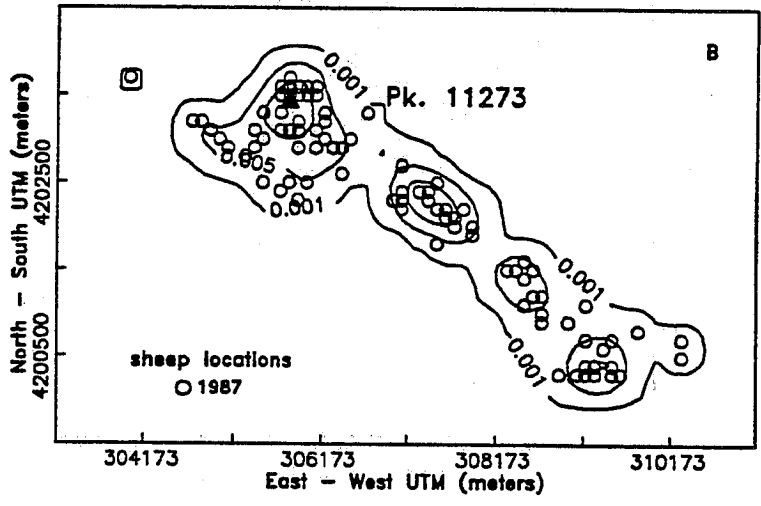 B
0.001
Pk. 11273
0.005
0.001
0.001
0.001
sheep locations
1987
North – South UTM (meters)
4202500
4200500
304173 306173 308173 310173
East – West UTM (meters)